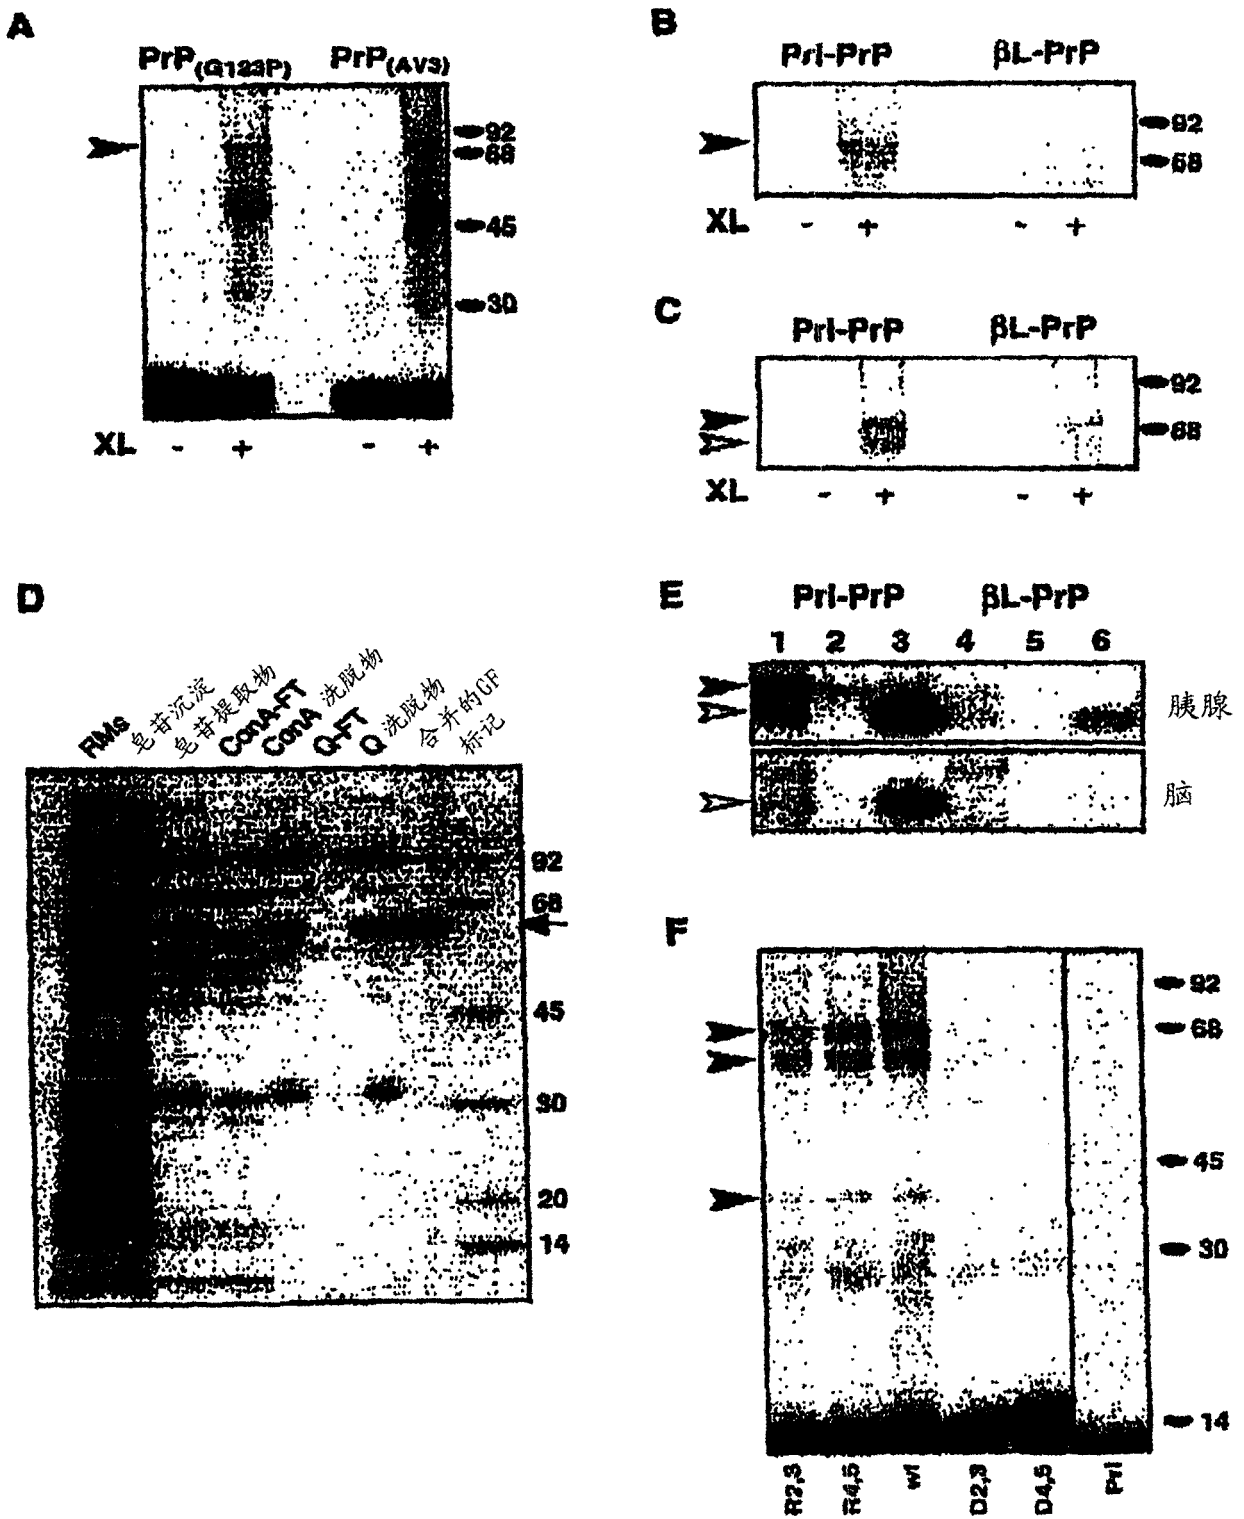 A
PrP(G123P) PrP(AV3)
92
68
45
30
XL - + - +
B
Prl-PrP βL-PrP
92
68
XL - + - +
C
Prl-PrP βL-PrP
92
68
XL - + - +
D
RMs
皂苷沉淀
皂苷提取物
ConA-FT
ConA 洗脱物
Q-FT
Q 洗脱物
合并的GF
标记
92
68
45
30
20
14
E
Prl-PrP βL-PrP
1 2 3 4 5 6
胰腺
脑
F
92
68
45
30
14
R2,3 R4,5 wt D2,3 D4,5 Prl